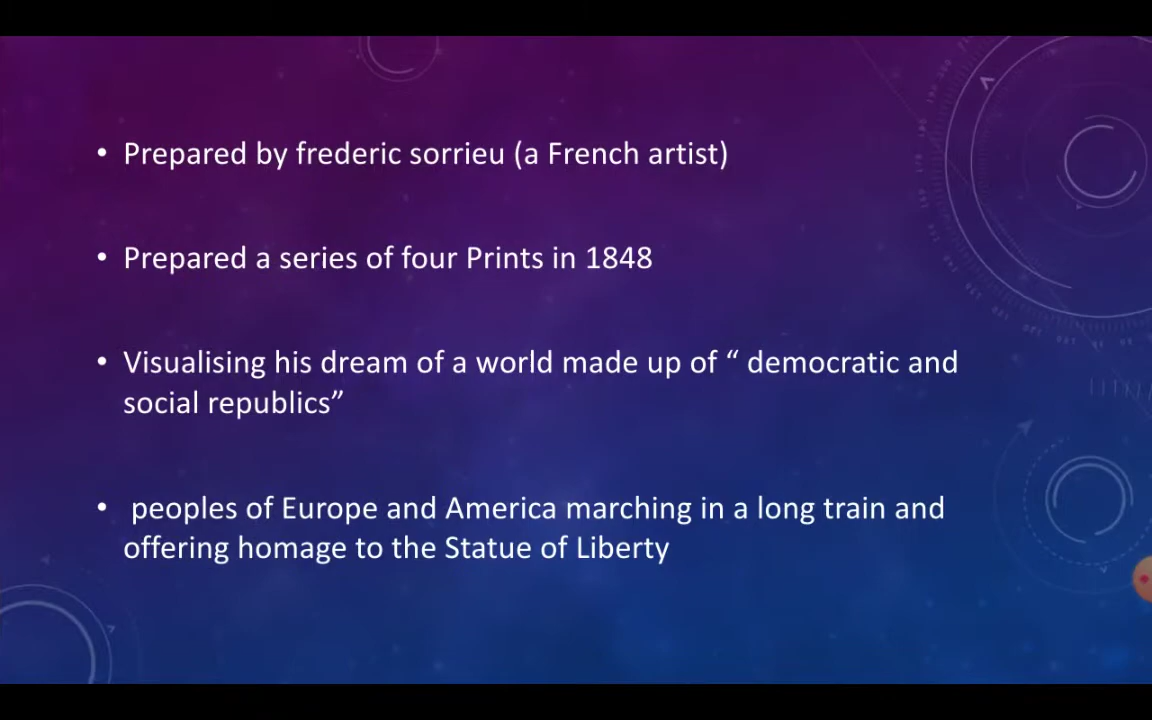 • Prepared by frederic sorrieu (a French artist)
• Prepared a series of four Prints in 1848
• Visualising his dream of a world made up of “ democratic and
social republics”
• peoples of Europe and America marching in a long train and
offering homage to the Statue of Liberty